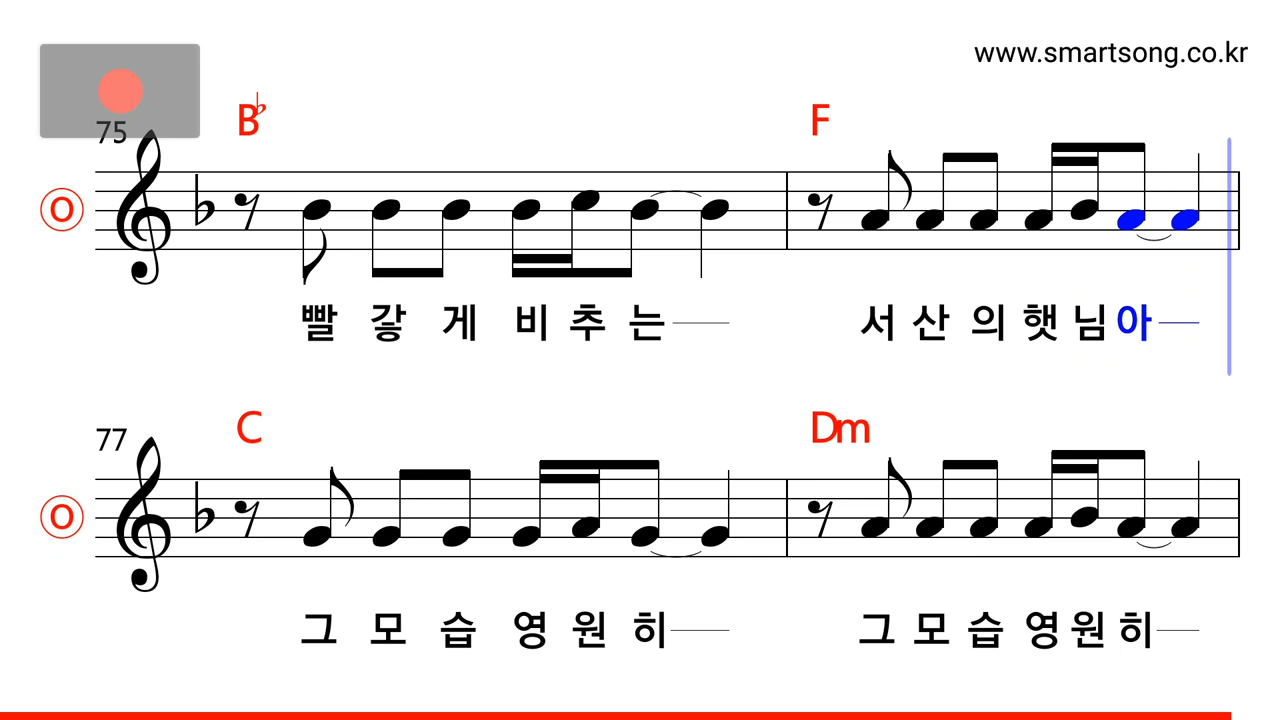 www.smartsong.co.kr
75 B♭ F
O
빨 갛 게 비 추 는 서 산 의 햇 님 아
77 C Dm
O
그 모 습 영 원 히 그 모 습 영 원 히